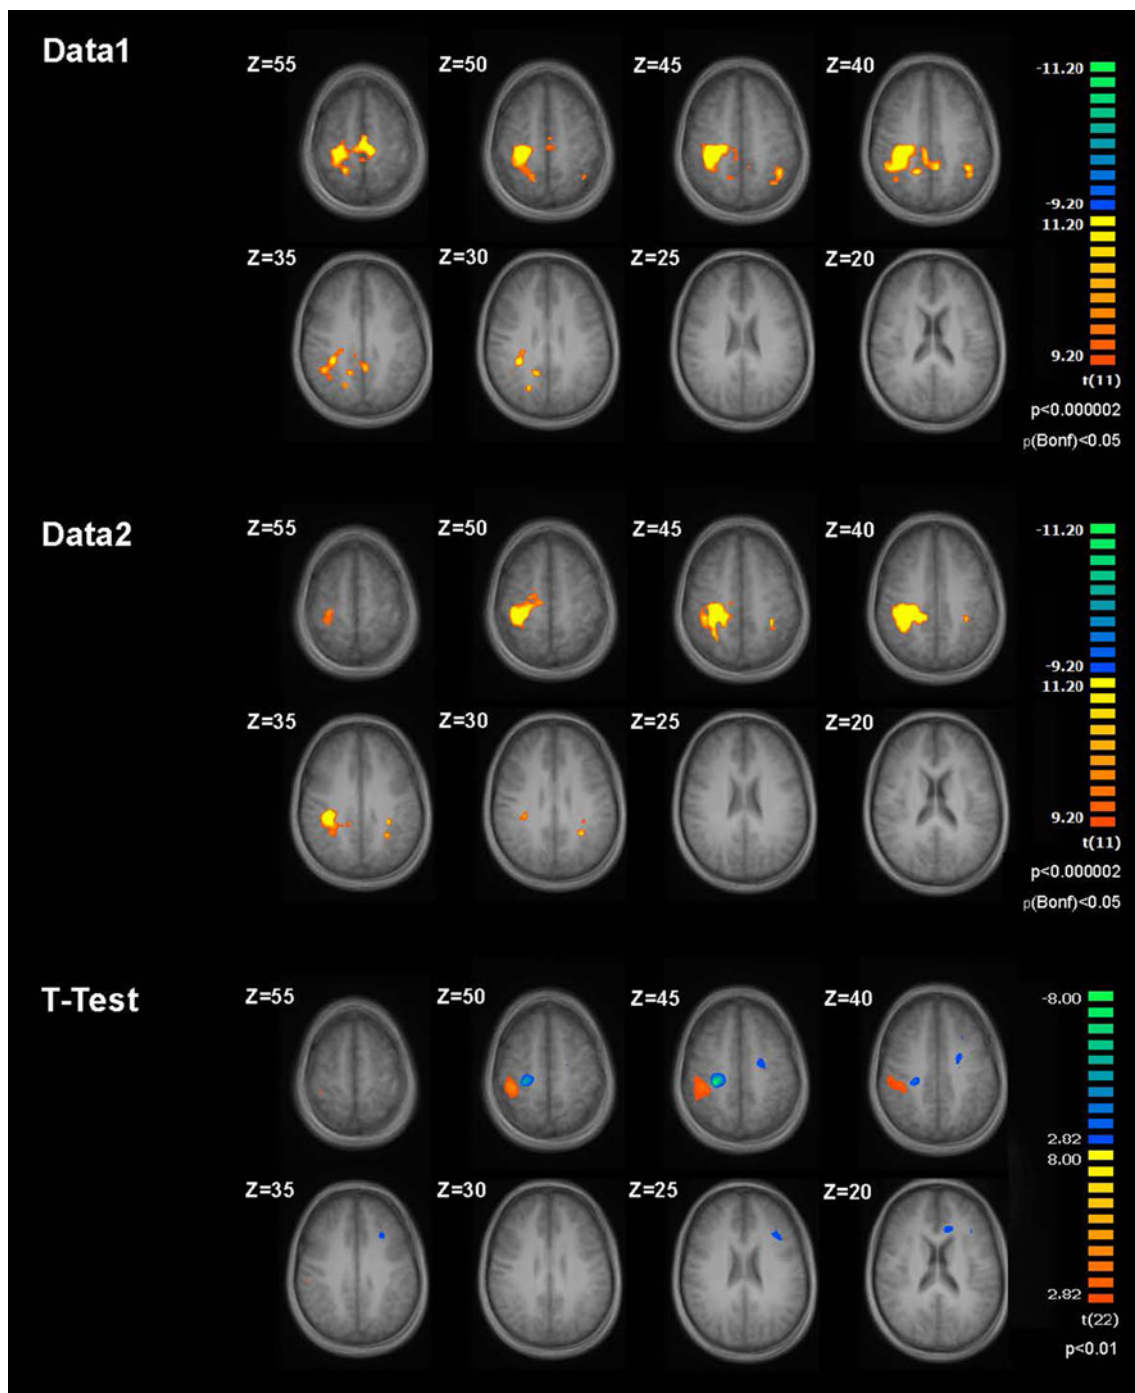 Data1
Z=55 Z=50 Z=45 Z=40
-11.20
-9.20
11.20
Z=35 Z=30 Z=25 Z=20
9.20
t(11)
p<0.000002
p(Bonf)<0.05
Data2
Z=55 Z=50 Z=45 Z=40
-11.20
-9.20
11.20
Z=35 Z=30 Z=25 Z=20
9.20
t(11)
p<0.000002
p(Bonf)<0.05
T-Test
Z=55 Z=50 Z=45 Z=40
-8.00
2.82
8.00
Z=35 Z=30 Z=25 Z=20
2.82
t(22)
p<0.01